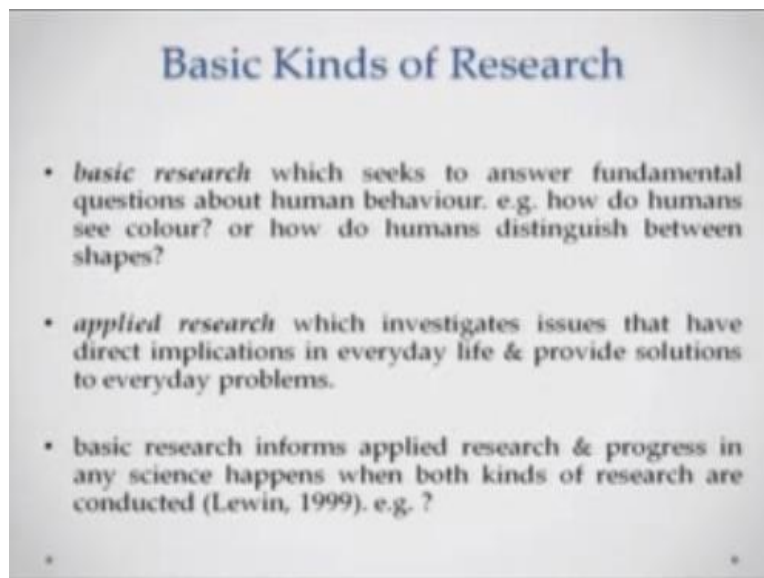 Basic Kinds of Research
• basic research which seeks to answer fundamental
questions about human behaviour. e.g. how do humans
see colour? or how do humans distinguish between
shapes?
• applied research which investigates issues that have
direct implications in everyday life & provide solutions
to everyday problems.
• basic research informs applied research & progress in
any science happens when both kinds of research are
conducted (Lewin, 1999). e.g. ?